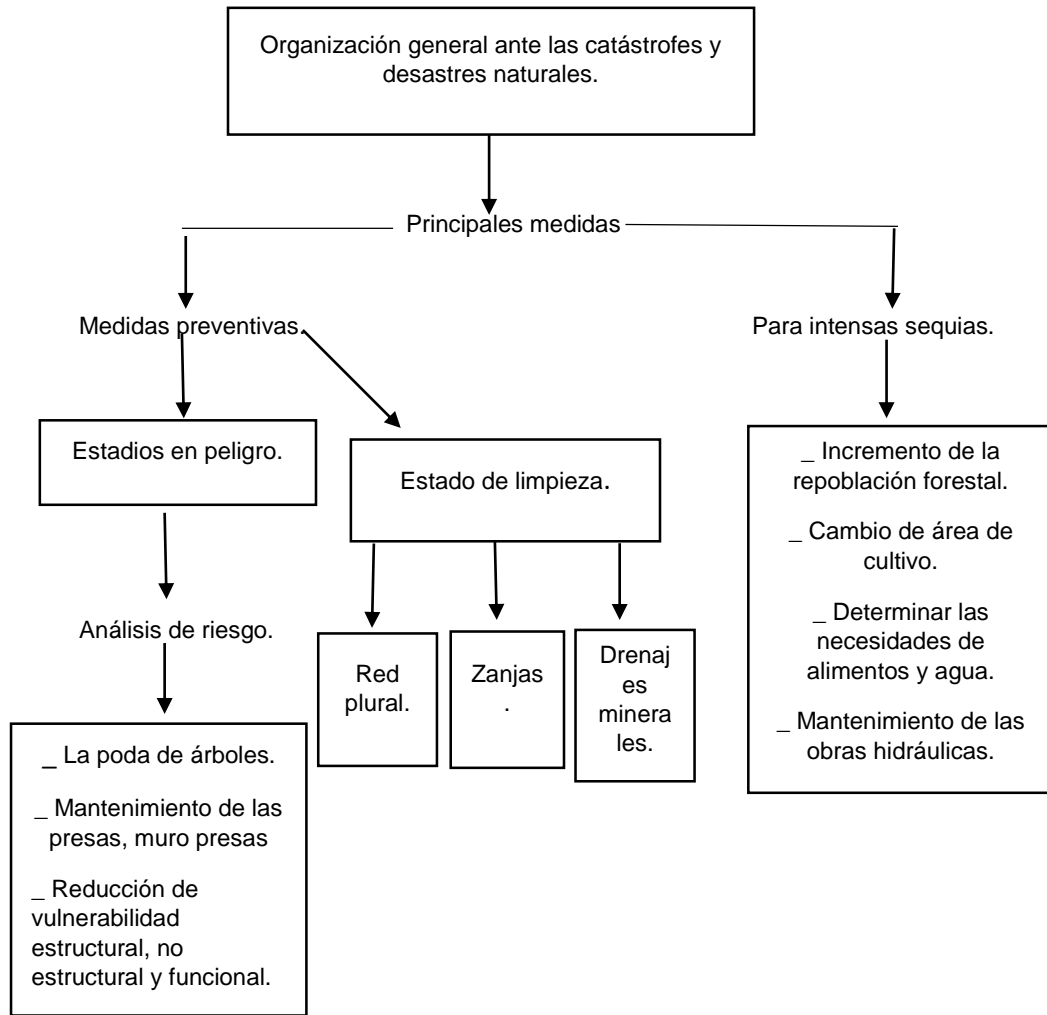 Organización general ante las catástrofes y
desastres naturales.
Principales medidas
Medidas preventivas.
Para intensas sequias.
Estadios en peligro.
Estado de limpieza.
_ Incremento de la
repoblación forestal.
_ Cambio de área de
cultivo.
_ Determinar las
necesidades de
alimentos y agua.
_ Mantenimiento de las
obras hidráulicas.
Análisis de riesgo.
Red
plural.
Zanjas
.
Drenaj
es
minera
les.
_ La poda de árboles.
_ Mantenimiento de las
presas, muro presas
_ Reducción de
vulnerabilidad
estructural, no
estructural y funcional.